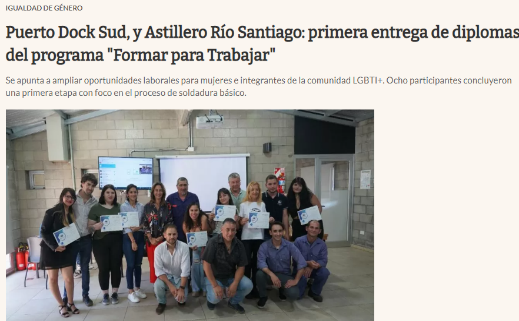 IGUALDAD DE GÉNERO
Puerto Dock Sud, y Astillero Río Santiago: primera entrega de diplomas
del programa "Formar para Trabajar"
Se apunta a ampliar oportunidades laborales para mujeres e integrantes de la comunidad LGBTI+. Ocho participantes concluyeron
una primera etapa con foco en el proceso de soldadura básico.